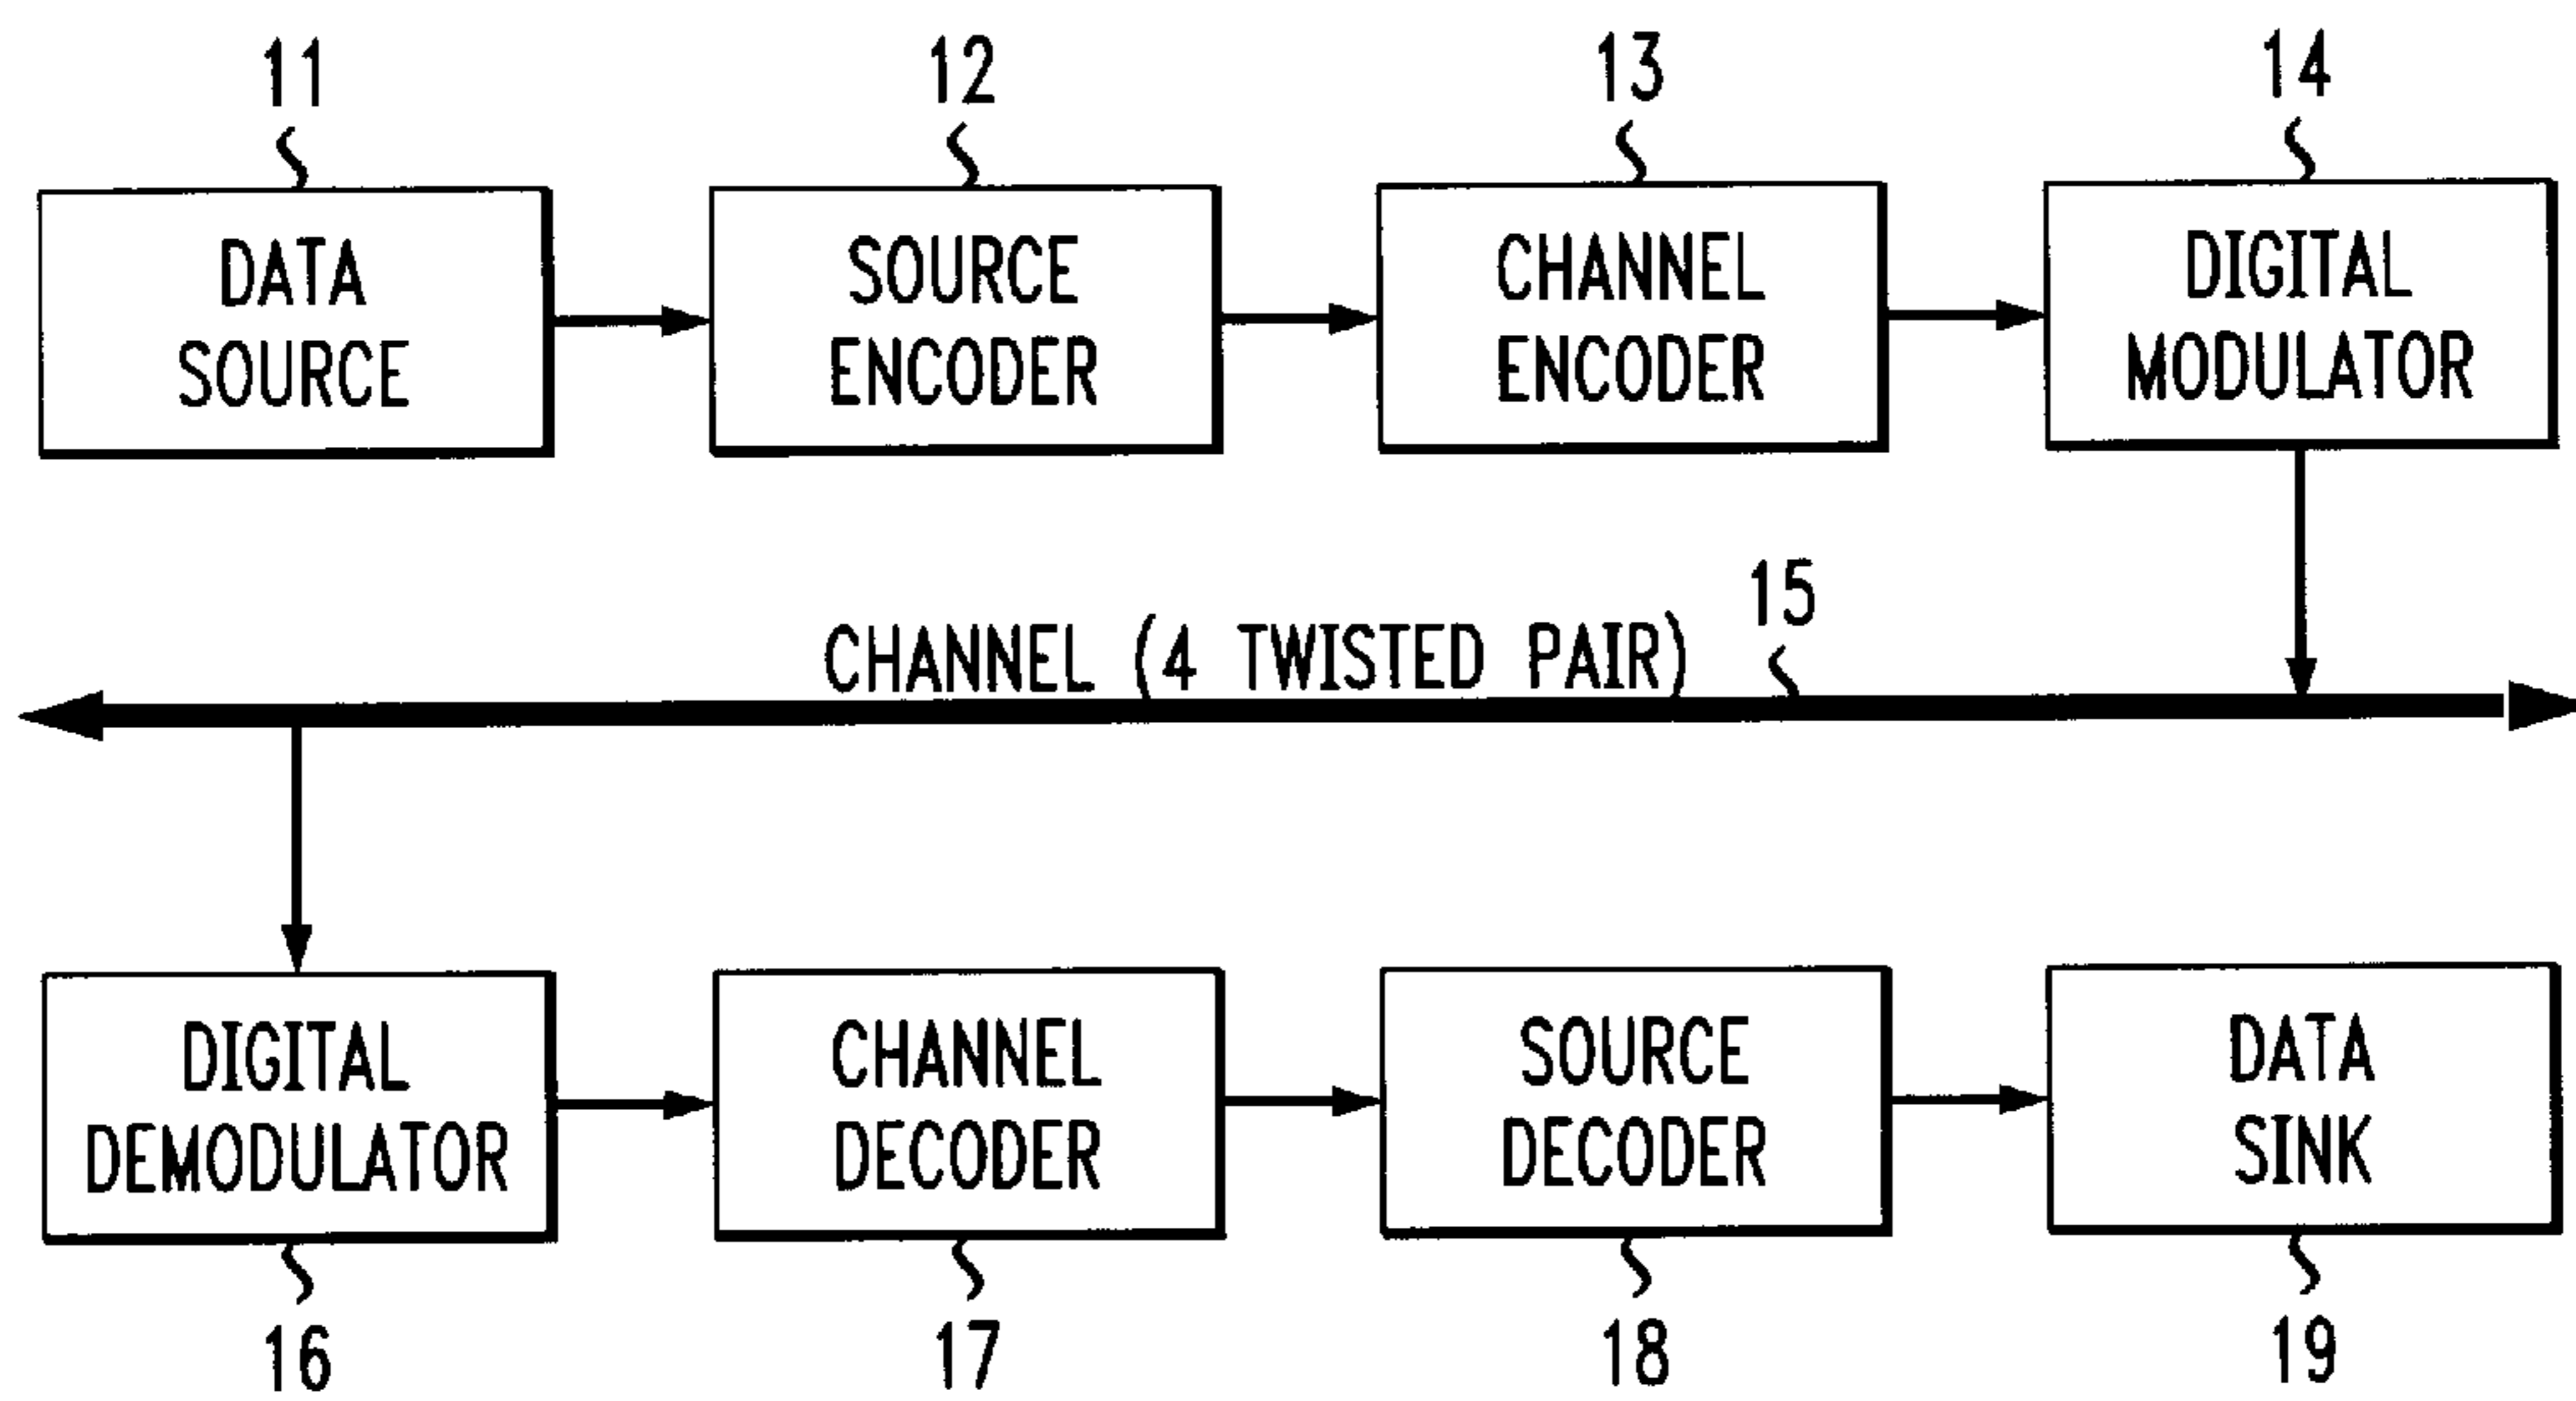 11
12
13
14
DATA
SOURCE
SOURCE
ENCODER
CHANNEL
ENCODER
DIGITAL
MODULATOR
CHANNEL (4 TWISTED PAIR)
15
DIGITAL
DEMODULATOR
CHANNEL
DECODER
SOURCE
DECODER
DATA
SINK
16
17
18
19